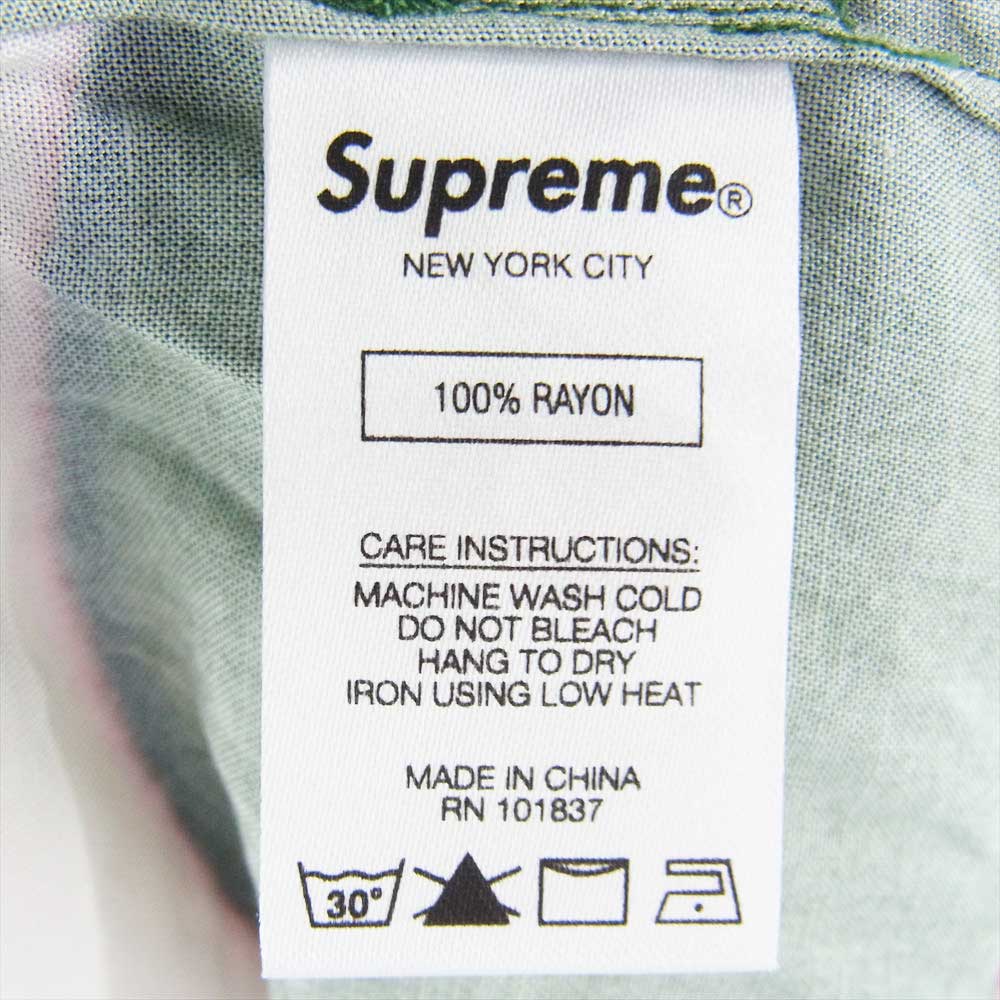 Supreme®
NEW YORK CITY
100% RAYON
CARE INSTRUCTIONS:
MACHINE WASH COLD
DO NOT BLEACH
HANG TO DRY
IRON USING LOW HEAT
MADE IN CHINA
RN 101837
30°